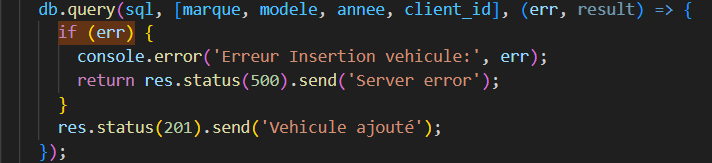 db.query(sql, [marque, modele, annee, client_id], (err, result) => {
if (err) {
console.error('Erreur Insertion vehicule:', err);
return res.status(500).send('Server error');
}
res.status(201).send('Vehicule ajouté');
});